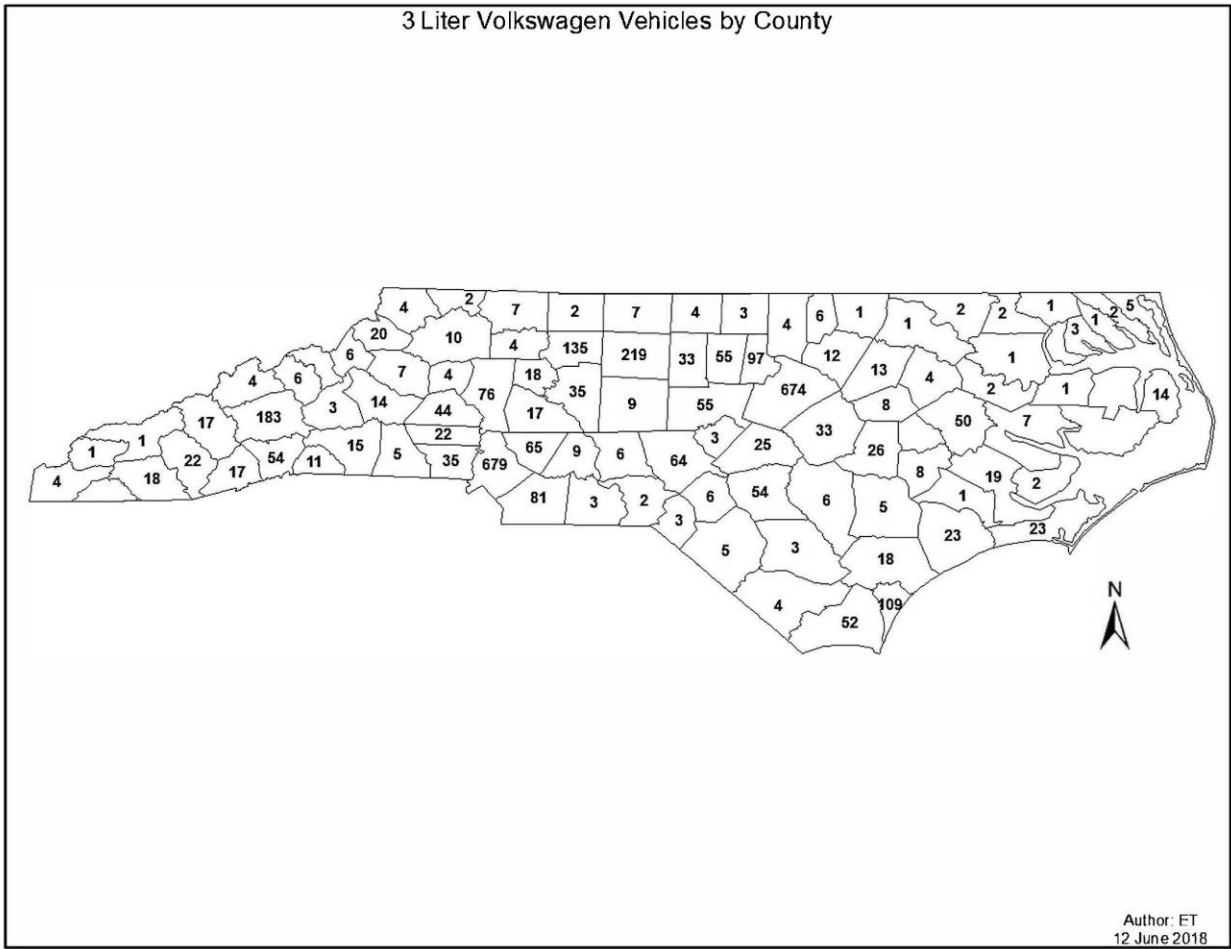 3 Liter Volkswagen Vehicles by County
4 2 7 2 7 4 3 4 6 1 1 2 2 1 1 2 5
20 10 4 135 219 33 55 97 12 13 1 3
6 7 4 76 18 35 9 55 674 4 2 1 14
4 6 3 14 44 17 8 50 7
17 183 22 65 9 6 64 3 25 33 26
1 1 22 17 54 11 15 5 35 679 8 19 2
4 18 81 3 2 3 6 54 6 5 1
5 3 18 23 23
4 52 109
N
Author: ET
12 June 2018